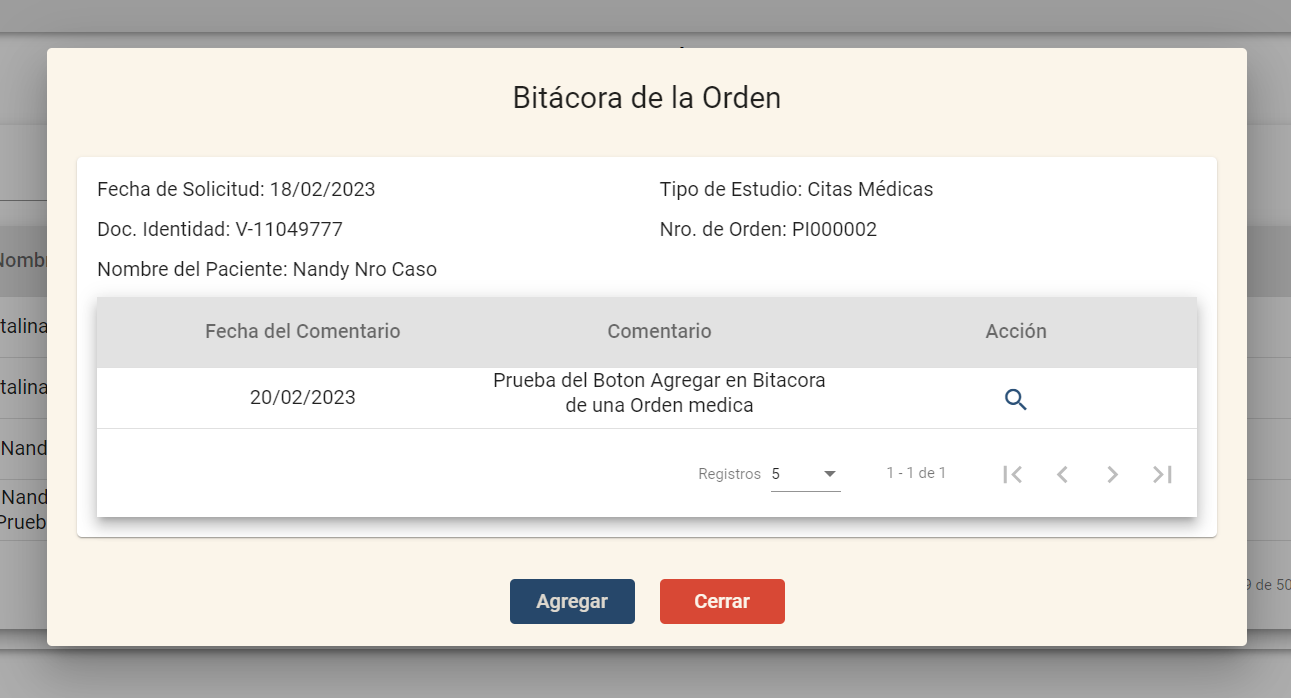 Bitácora de la Orden
Fecha de Solicitud: 18/02/2023
Tipo de Estudio: Citas Médicas
Doc. Identidad: V-11049777
Nro. de Orden: PI000002
Nombre del Paciente: Nandy Nro Caso
Fecha del Comentario
Comentario
Acción
20/02/2023
Prueba del Boton Agregar en Bitacora
de una Orden medica
Registros 5
1 - 1 de 1
Agregar
Cerrar
talina
talina
Nand
Nand
Prueb
9 de 50